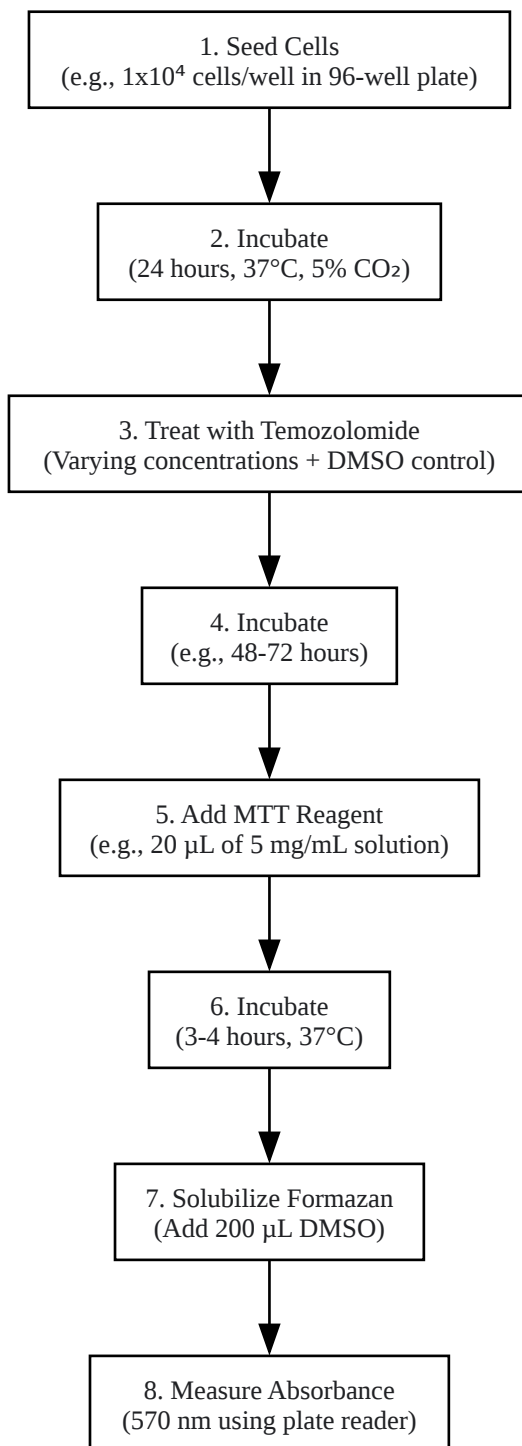 1. Seed Cells
(e.g., 1x10⁴ cells/well in 96-well plate)
2. Incubate
(24 hours, 37°C, 5% CO₂)
3. Treat with Temozolomide
(Varying concentrations + DMSO control)
4. Incubate
(e.g., 48-72 hours)
5. Add MTT Reagent
(e.g., 20 µL of 5 mg/mL solution)
6. Incubate
(3-4 hours, 37°C)
7. Solubilize Formazan
(Add 200 µL DMSO)
8. Measure Absorbance
(570 nm using plate reader)